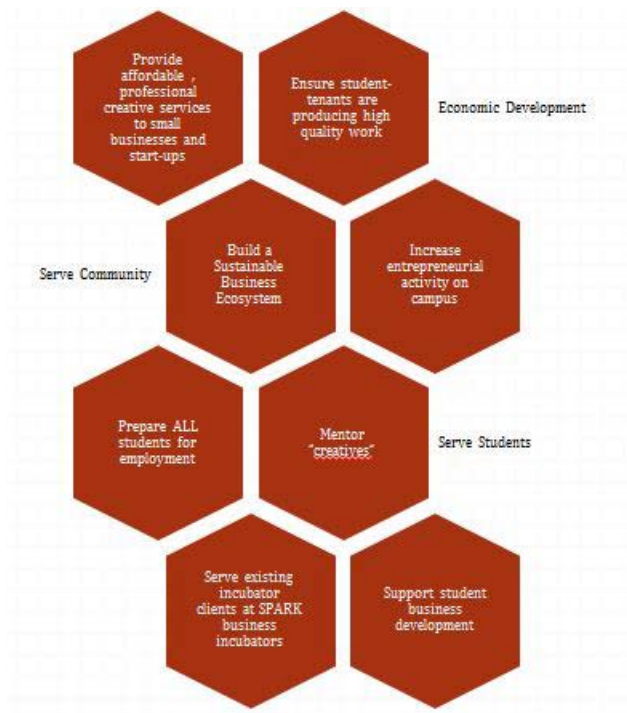 Provide
affordable ,
professional
creative services
to small
businesses and
start-ups
Ensure student-
tenants are
producing high
quality work
Economic Development
Serve Community
Build a
Sustainable
Business
Ecosystem
Increase
entrepreneurial
activity on
campus
Prepare ALL
students for
employment
Mentor
"creatives"
Serve Students
Serve existing
incubator
clients at SPARK
business
incubators
Support student
business
development